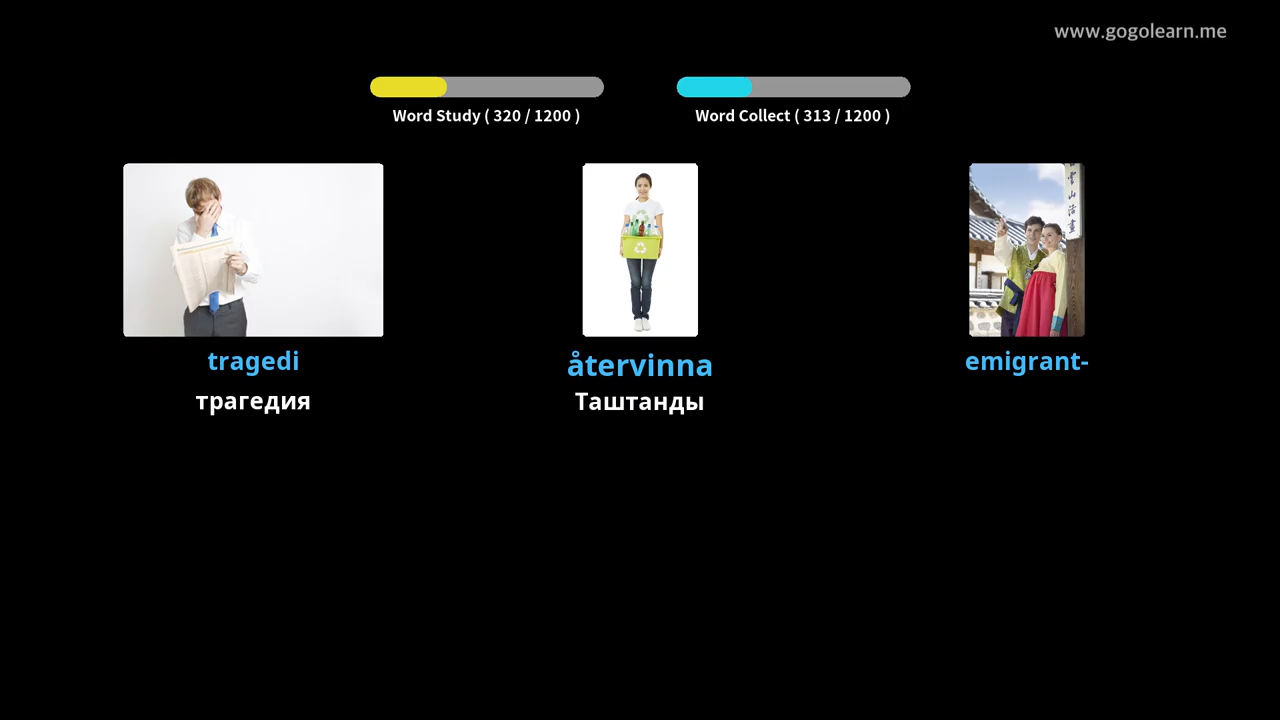 www.gogolearn.me
Word Study ( 320 / 1200 )
Word Collect ( 313 / 1200 )
tragedi
трагедия
återvinna
Таштанды
emigrant-